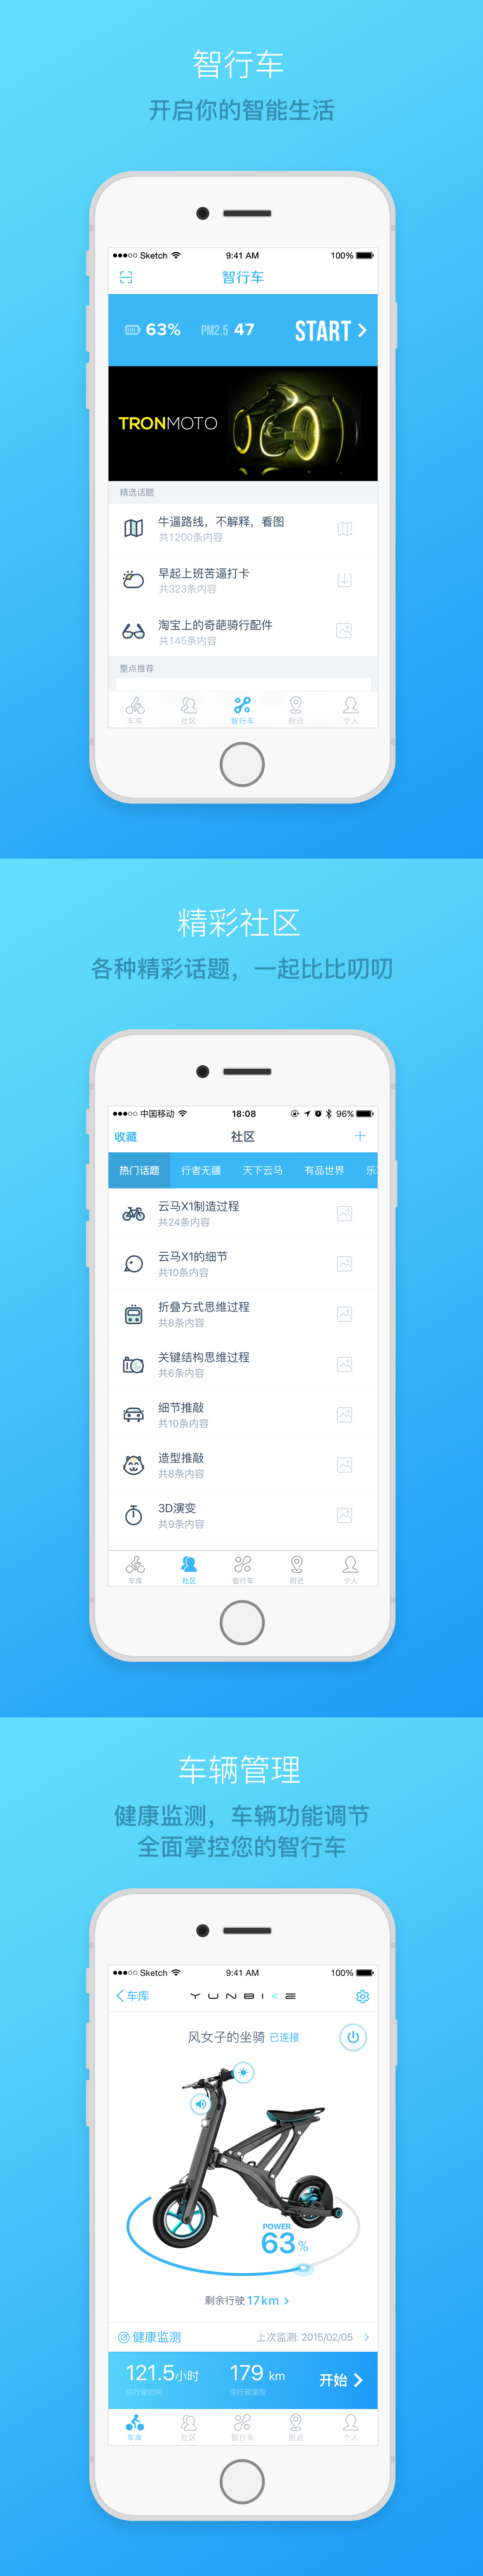 智行车
开启你的智能生活
Sketch 9:41 AM 100%
智行车
63% PM2.5 47 START
TRONMOTO
精选话题
牛逼路线，不解释，看图
共1200条内容
早起上班苦逼打卡
共323条内容
淘宝上的奇葩骑行配件
共145条内容
整点推荐
车库 社区 智行车 附近 个人
精彩社区
各种精彩话题，一起比比叨叨
中国移动 18:08 96%
收藏 社区
热门话题 行者无疆 天下云马 有品世界 乐
云马X1制造过程
共24条内容
云马X1的细节
共10条内容
折叠方式思维过程
共8条内容
关键结构思维过程
共6条内容
细节推敲
共10条内容
造型推敲
共8条内容
3D演变
共9条内容
车库 社区 智行车 附近 个人
车辆管理
健康监测，车辆功能调节
全面掌控您的智行车
Sketch 9:41 AM 100%
车库
风女子的坐骑 已连接
POWER
63%
剩余行驶 17km
健康监测 上次监测: 2015/02/05
121.5小时 179 km 开始
总行驶时间 总行驶里程
车库 社区 智行车 附近 个人